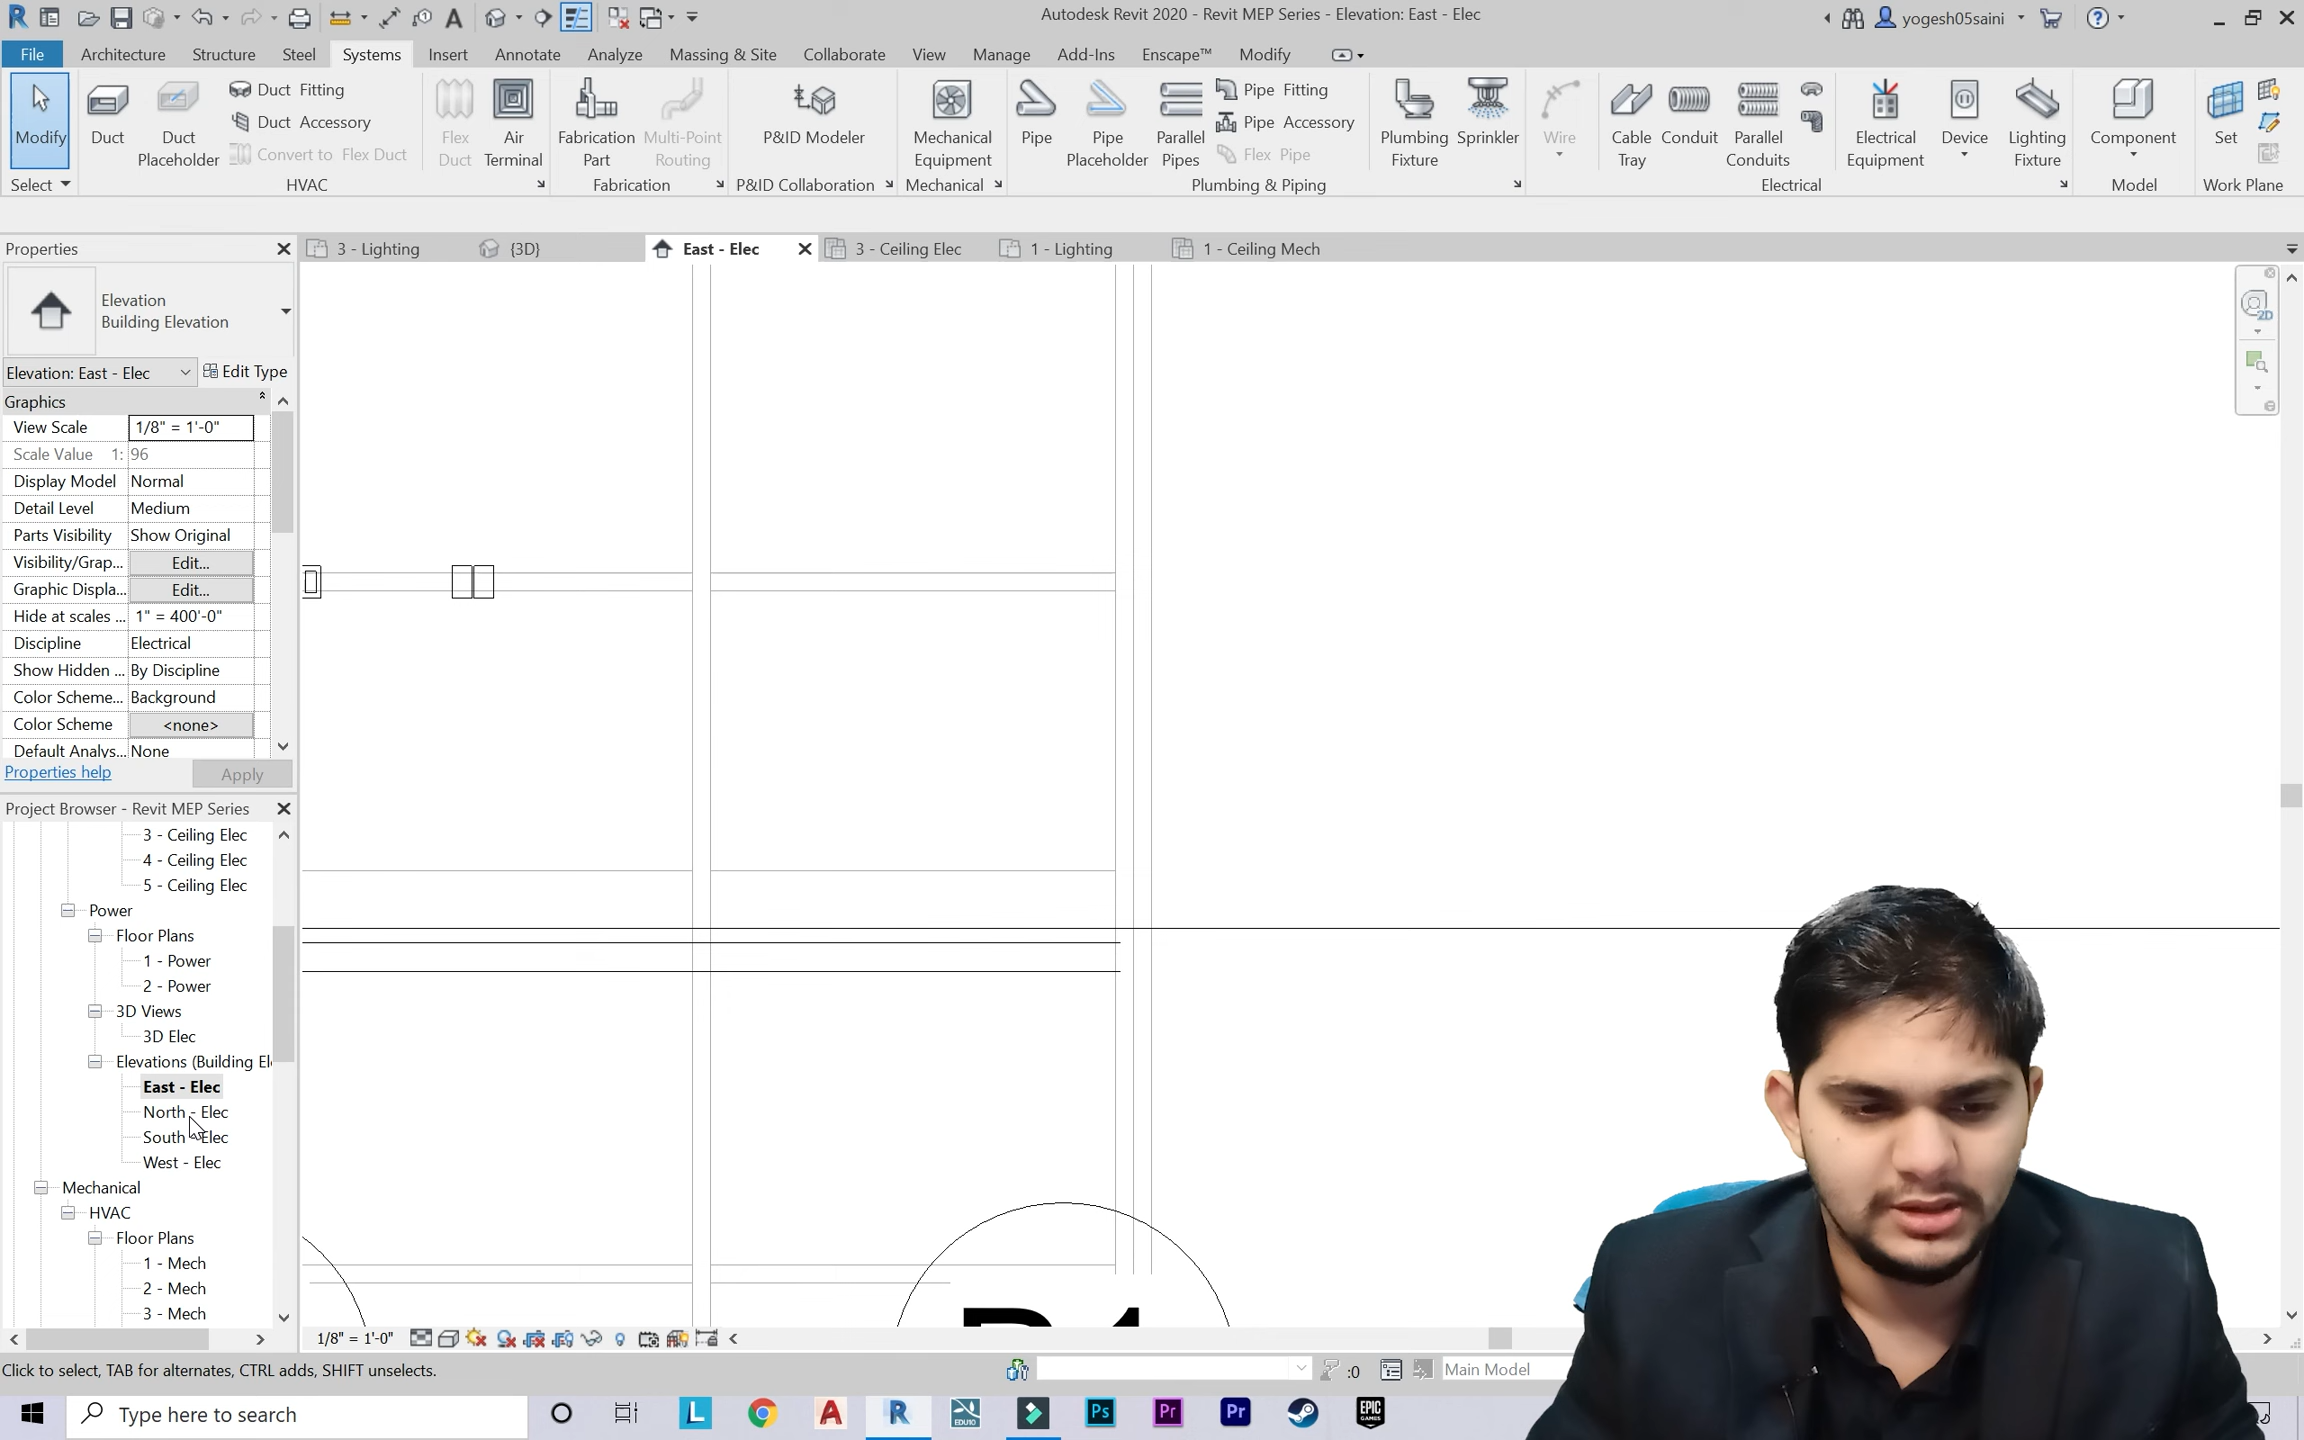 Autodesk Revit 2020 - Revit MEP Series - Elevation: East - Elec
yogesh05saini
File Architecture Structure Steel Systems Insert Annotate Analyze Massing & Site Collaborate View Manage Add-Ins Enscape™ Modify
Modify
Select
Duct
Duct Placeholder
Duct Fitting
Duct Accessory
Convert to Flex Duct
HVAC
Flex Duct
Air Terminal
Fabrication Part
Multi-Point Routing
Fabrication
P&ID Modeler
P&ID Collaboration
Mechanical Equipment
Mechanical
Pipe
Pipe Placeholder
Parallel Pipes
Pipe Fitting
Pipe Accessory
Flex Pipe
Plumbing Fixture
Sprinkler
Plumbing & Piping
Wire
Cable Tray
Conduit
Parallel Conduits
Electrical Equipment
Device
Lighting Fixture
Electrical
Component
Model
Set
Work Plane
Properties
3 - Lighting
{3D}
East - Elec
3 - Ceiling Elec
1 - Lighting
1 - Ceiling Mech
2D
Elevation
Building Elevation
Elevation: East - Elec
Edit Type
Graphics
View Scale 1/8" = 1'-0"
Scale Value 1: 96
Display Model Normal
Detail Level Medium
Parts Visibility Show Original
Visibility/Grap... Edit...
Graphic Displa... Edit...
Hide at scales ... 1" = 400'-0"
Discipline Electrical
Show Hidden ... By Discipline
Color Scheme... Background
Color Scheme <none>
Default Analys... None
Properties help
Apply
Project Browser - Revit MEP Series
3 - Ceiling Elec
4 - Ceiling Elec
5 - Ceiling Elec
Power
Floor Plans
1 - Power
2 - Power
3D Views
3D Elec
Elevations (Building El
East - Elec
North - Elec
South - Elec
West - Elec
Mechanical
HVAC
Floor Plans
1 - Mech
2 - Mech
3 - Mech
1/8" = 1'-0"
Click to select, TAB for alternates, CTRL adds, SHIFT unselects.
:0
Main Model
Type here to search
L
A
R
EDU10
Ps
Pr
Pr
EPIC
GAMES